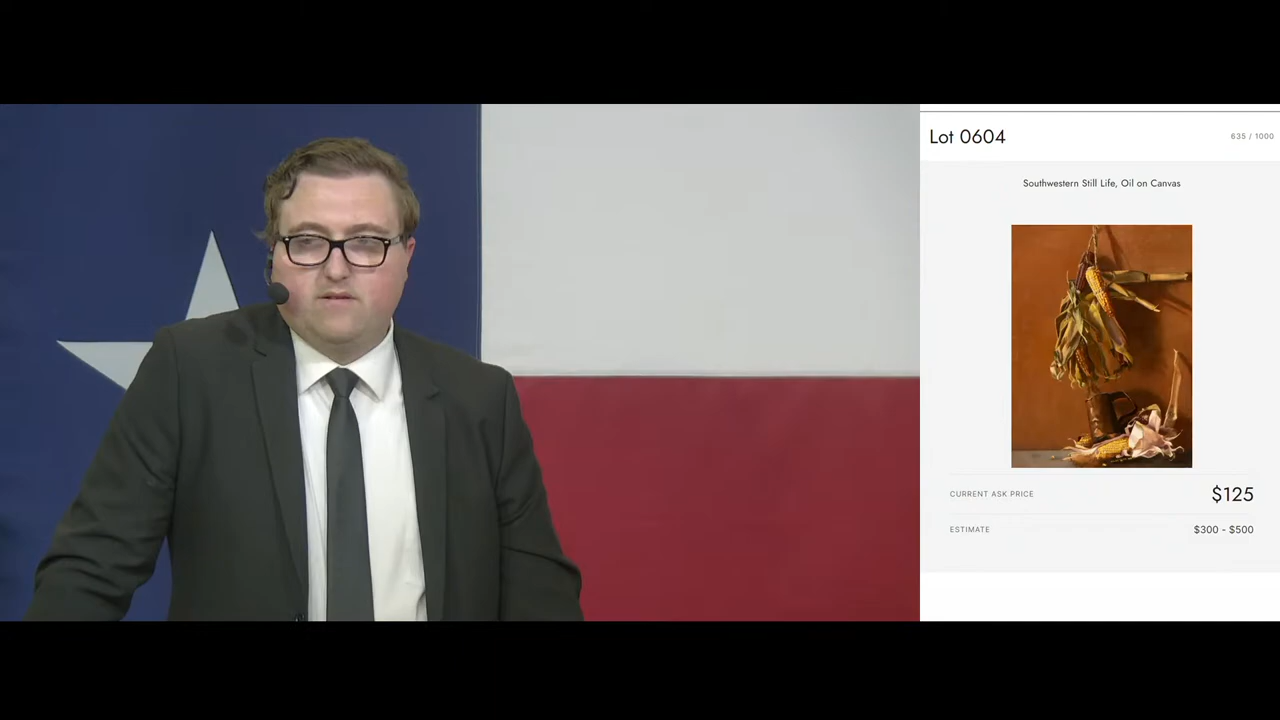 Lot 0604
635 / 1000
Southwestern Still Life, Oil on Canvas
CURRENT ASK PRICE
$125
ESTIMATE
$300 - $500